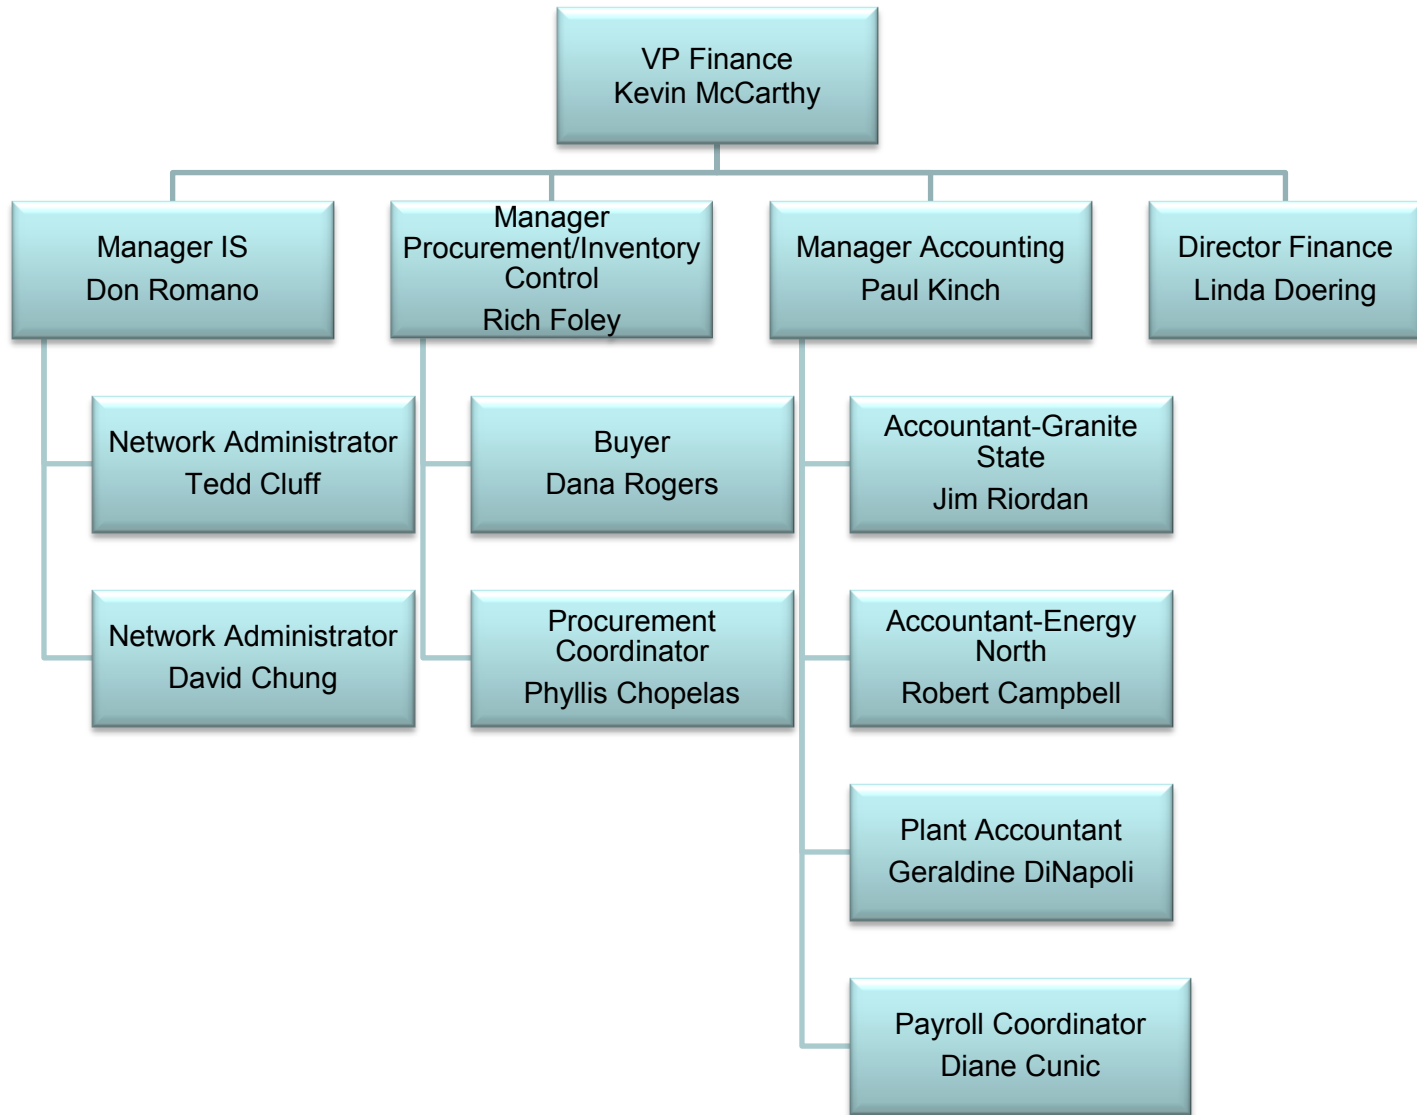 VP Finance
Kevin McCarthy
Manager IS
Don Romano
Manager
Procurement/Inventory
Control
Rich Foley
Manager Accounting
Paul Kinch
Director Finance
Linda Doering
Network Administrator
Tedd Cluff
Buyer
Dana Rogers
Accountant-Granite
State
Jim Riordan
Network Administrator
David Chung
Procurement
Coordinator
Phyllis Chopelas
Accountant-Energy
North
Robert Campbell
Plant Accountant
Geraldine DiNapoli
Payroll Coordinator
Diane Cunic